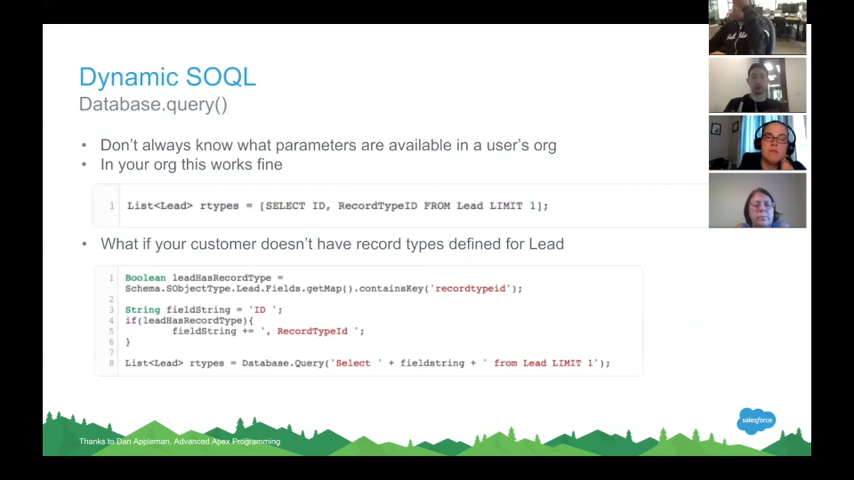 Dynamic SOQL
Database.query()
• Don't always know what parameters are available in a user's org
• In your org this works fine
1 List<Lead> rtypes = [SELECT ID, RecordTypeID FROM Lead LIMIT 1];
• What if your customer doesn't have record types defined for Lead
1 Boolean leadHasRecordType =
Schema.SObjectType.Lead.Fields.getMap().containsKey('recordtypeid');
2
3 String fieldString = 'ID ';
4 if(leadHasRecordType){
5 fieldString += ', RecordTypeId ';
6 }
7
8 List<Lead> rtypes = Database.Query('Select ' + fieldstring + ' from Lead LIMIT 1');
salesforce
Thanks to Dan Appleman, Advanced Apex Programming